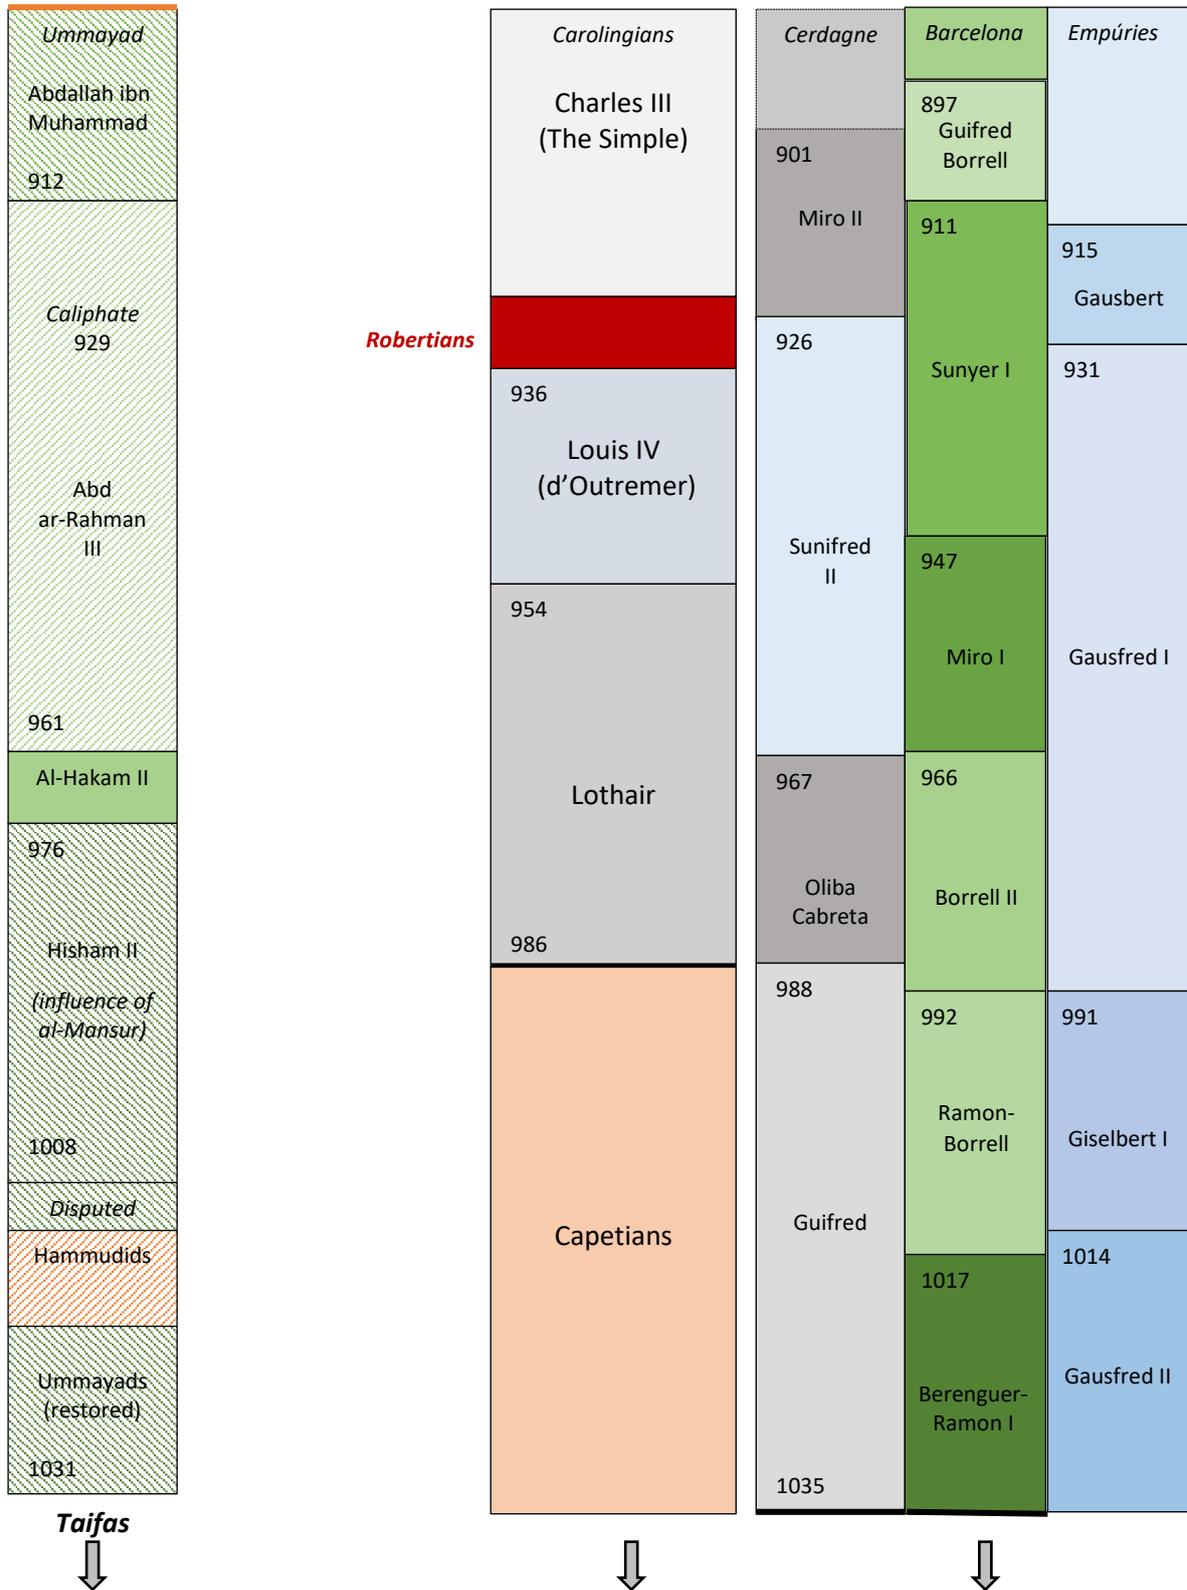 Ummayad
Abdallah ibn
Muhammad
912
Caliphate
929
Abd
ar-Rahman
III
961
Al-Hakam II
976
Hisham II
(influence of
al-Mansur)
1008
Disputed
Hammudids
Ummayads
(restored)
1031
Taifas
Robertians
Carolingians
Charles III
(The Simple)
936
Louis IV
(d’Outremer)
954
Lothair
986
Capetians
Cerdagne
901
Miro II
926
Sunifred
II
967
Oliba
Cabreta
988
Guifred
1035
Barcelona
897
Guifred
Borrell
911
Sunyer I
947
Miro I
966
Borrell II
992
Ramon-
Borrell
1017
Berenguer-
Ramon I
Empúries
915
Gausbert
931
Gausfred I
991
Giselbert I
1014
Gausfred II